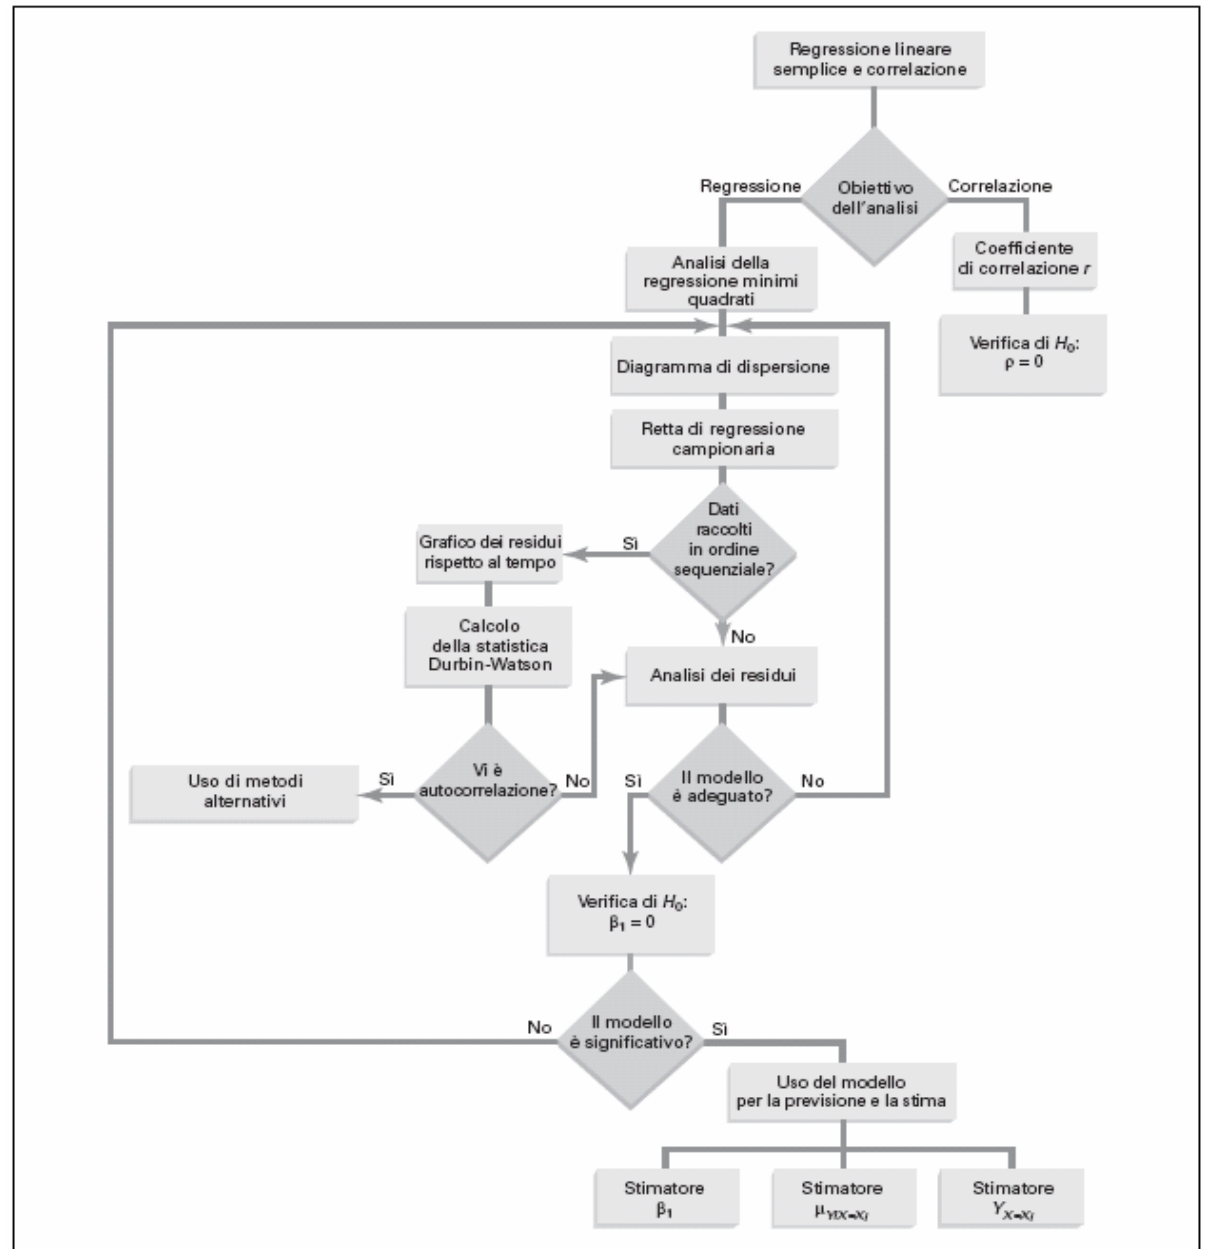 Regressione lineare
semplice e correlazione
Regressione
Obiettivo
dell'analisi
Correlazione
Analisi della
regressione minimi
quadrati
Coefficiente
di correlazione r
Verifica di H₀:
ρ = 0
Diagramma di dispersione
Retta di regressione
campionaria
Dati
raccolti
in ordine
sequenziale?
Sì
Grafico dei residui
rispetto al tempo
No
Calcolo
della statistica
Durbin-Watson
Analisi dei residui
Vi è
autocorrelazione?
Sì
No
Uso di metodi
alternativi
Il modello
è adeguato?
Sì
No
Verifica di H₀:
β₁ = 0
Il modello
è significativo?
No
Sì
Uso del modello
per la previsione e la stima
Stimatore
β₁
Stimatore
μ_Y|X=Xᵢ
Stimatore
Y_X=Xᵢ